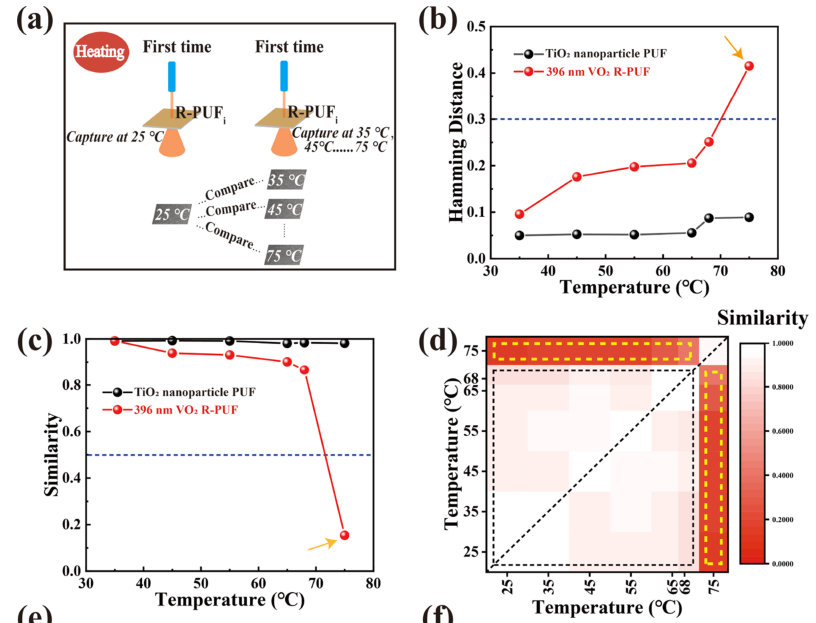 (a)
Heating
First time
First time
R-PUFi
R-PUFi
Capture at 25 °C
Capture at 35 °C,
45°C......75 °C
25 °C
Compare...
Compare...
Compare...
35 °C
45 °C
75 °C
(b)
TiO₂ nanoparticle PUF
396 nm VO₂ R-PUF
Hamming Distance
0.5
0.4
0.3
0.2
0.1
0.0
30 40 50 60 70 80
Temperature (°C)
(c)
TiO₂ nanoparticle PUF
396 nm VO₂ R-PUF
Similarity
1.0
0.8
0.6
0.4
0.2
0.0
30 40 50 60 70 80
Temperature (°C)
(d)
Similarity
Temperature (°C)
75
68
65
55
45
35
25
25 35 45 55 65 68 75
Temperature (°C)
1.0000
0.8000
0.6000
0.4000
0.2000
0.0000
(e)
(f)